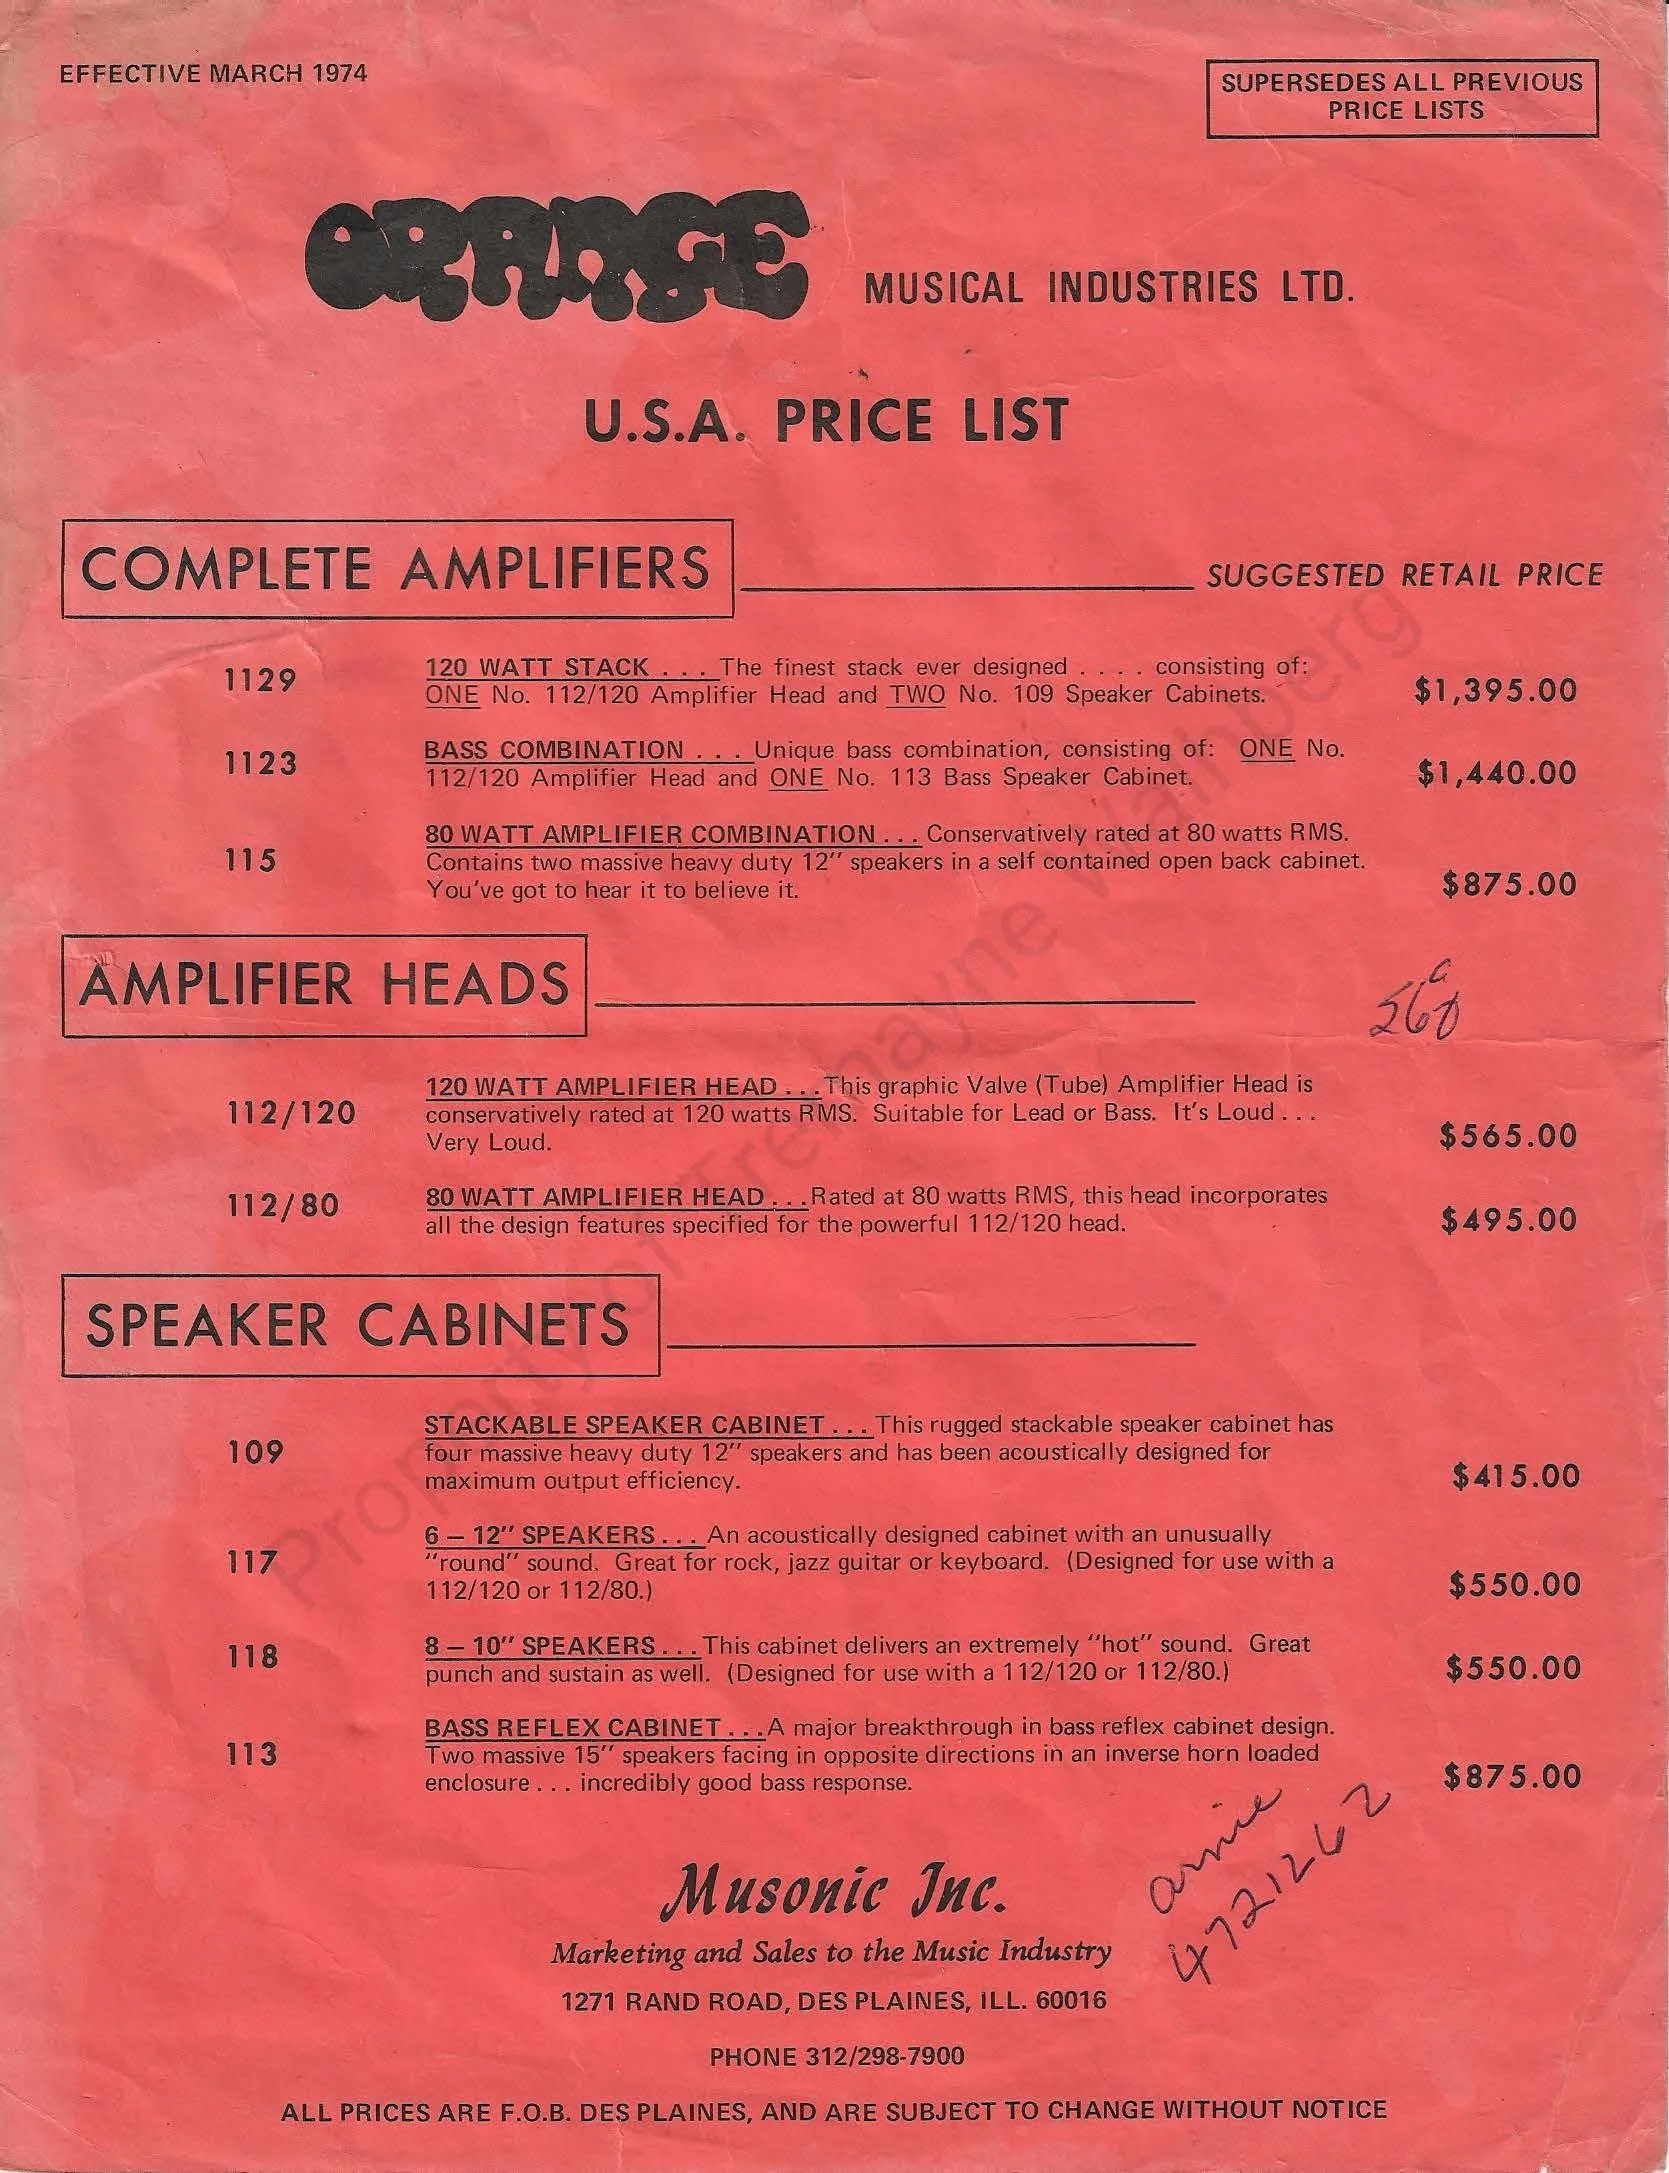 EFFECTIVE MARCH 1974
SUPERSEDES ALL PREVIOUS
PRICE LISTS
ORANGE MUSICAL INDUSTRIES LTD.
U.S.A. PRICE LIST
COMPLETE AMPLIFIERS SUGGESTED RETAIL PRICE
1129
120 WATT STACK . . . The finest stack ever designed . . . . consisting of:
ONE No. 112/120 Amplifier Head and TWO No. 109 Speaker Cabinets.
$1,395.00
1123
BASS COMBINATION . . . Unique bass combination, consisting of: ONE No.
112/120 Amplifier Head and ONE No. 113 Bass Speaker Cabinet.
$1,440.00
115
80 WATT AMPLIFIER COMBINATION . . . Conservatively rated at 80 watts RMS.
Contains two massive heavy duty 12" speakers in a self contained open back cabinet.
You've got to hear it to believe it.
$875.00
AMPLIFIER HEADS
112/120
120 WATT AMPLIFIER HEAD . . . This graphic Valve (Tube) Amplifier Head is
conservatively rated at 120 watts RMS. Suitable for Lead or Bass. It's Loud . . .
Very Loud.
$565.00
112/80
80 WATT AMPLIFIER HEAD . . . Rated at 80 watts RMS, this head incorporates
all the design features specified for the powerful 112/120 head.
$495.00
SPEAKER CABINETS
109
STACKABLE SPEAKER CABINET . . . This rugged stackable speaker cabinet has
four massive heavy duty 12" speakers and has been acoustically designed for
maximum output efficiency.
$415.00
117
6 – 12" SPEAKERS . . . An acoustically designed cabinet with an unusually
"round" sound. Great for rock, jazz guitar or keyboard. (Designed for use with a
112/120 or 112/80.)
$550.00
118
8 – 10" SPEAKERS . . . This cabinet delivers an extremely "hot" sound. Great
punch and sustain as well. (Designed for use with a 112/120 or 112/80.)
$550.00
113
BASS REFLEX CABINET . . . A major breakthrough in bass reflex cabinet design.
Two massive 15" speakers facing in opposite directions in an inverse horn loaded
enclosure . . . incredibly good bass response.
$875.00
arnie
4721262
Musonic Inc.
Marketing and Sales to the Music Industry
1271 RAND ROAD, DES PLAINES, ILL. 60016
PHONE 312/298-7900
ALL PRICES ARE F.O.B. DES PLAINES, AND ARE SUBJECT TO CHANGE WITHOUT NOTICE
Property of Tremayne Wahlberg